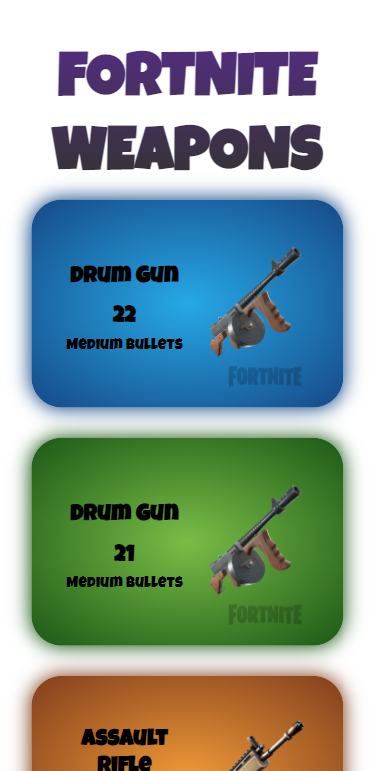 FORTNITE
WEAPONS
Drum Gun
22
Medium Bullets
FORTNITE
Drum Gun
21
Medium Bullets
FORTNITE
Assault
Rifle